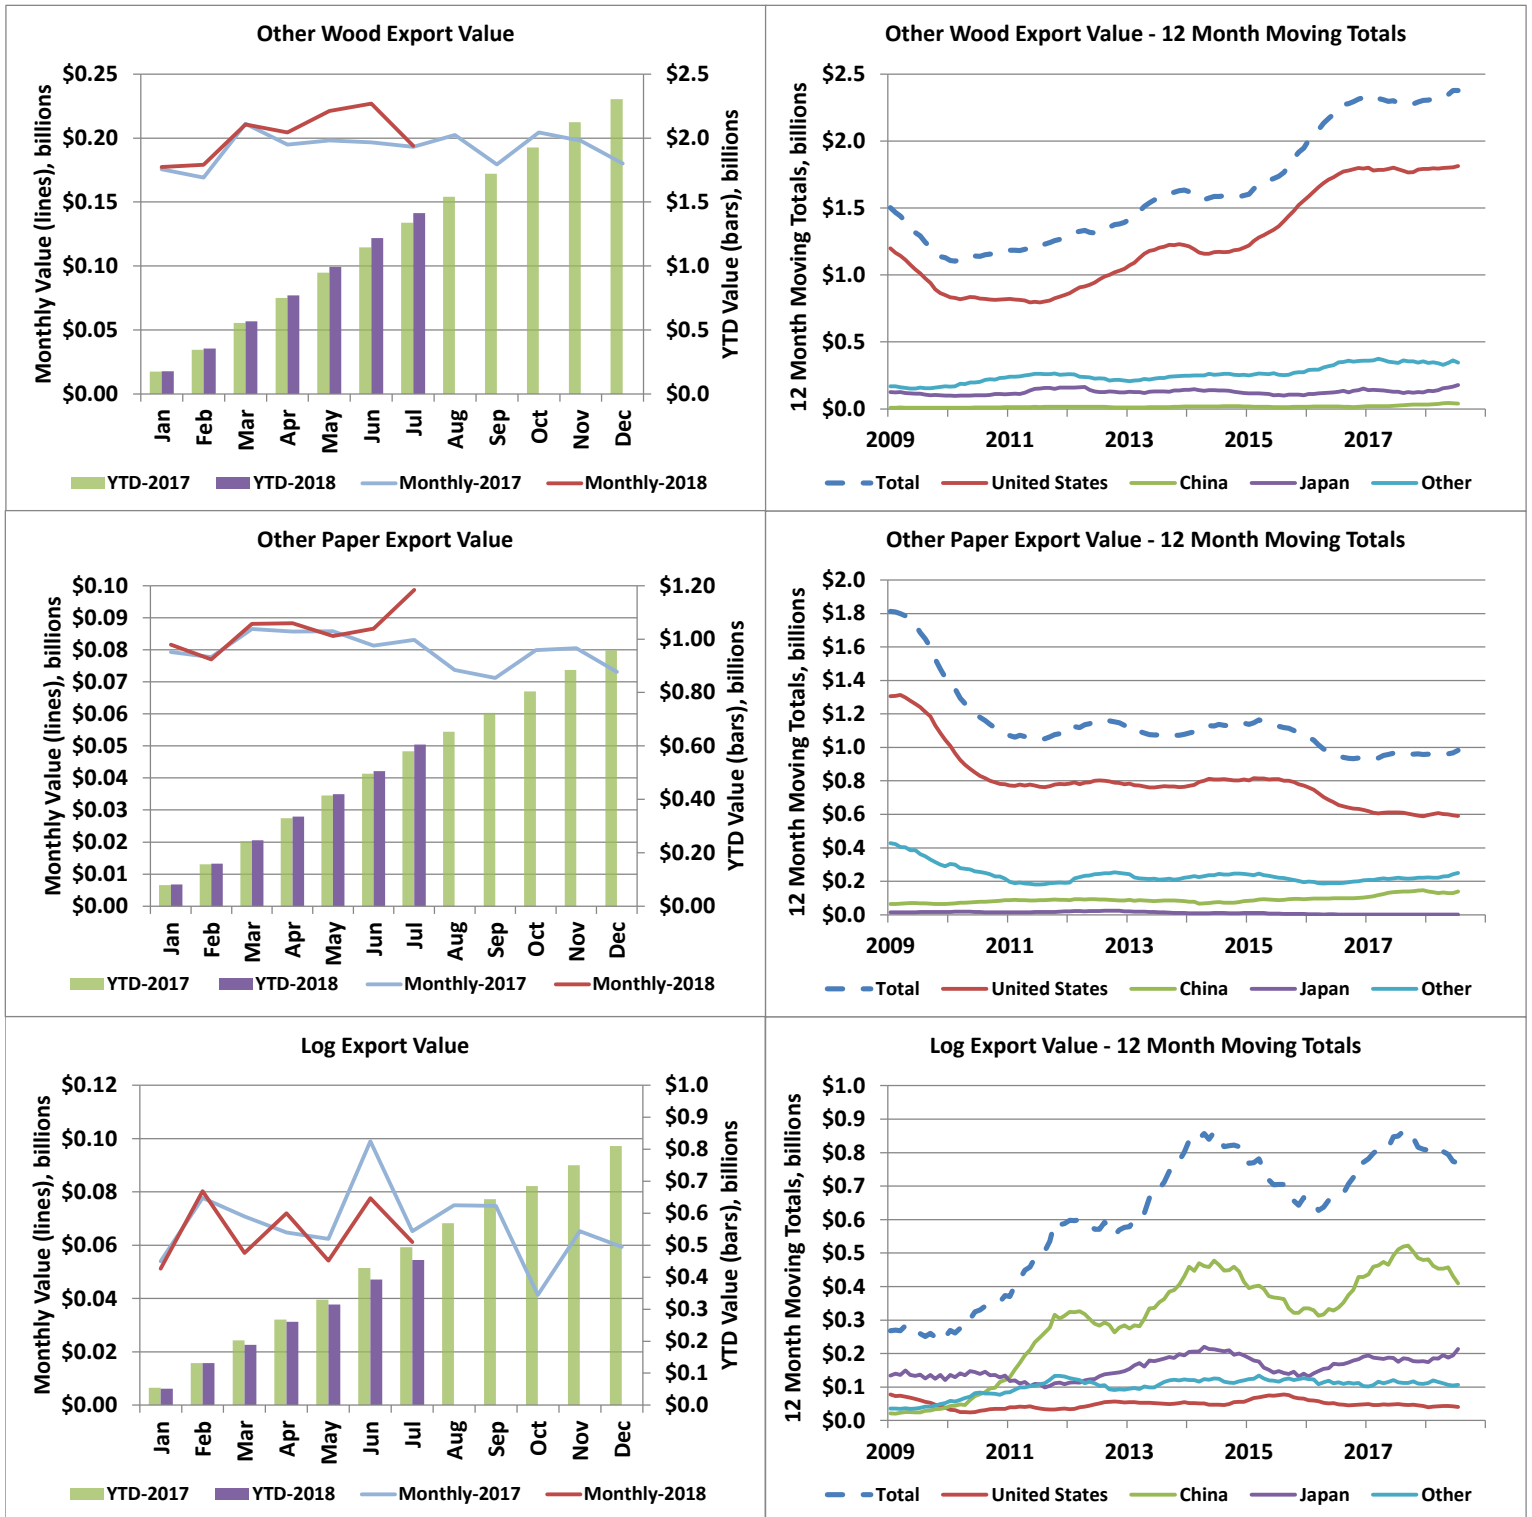 Other Wood Export Value
$0.25
$0.20
$0.15
$0.10
$0.05
$0.00
Monthly Value (lines), billions
$2.5
$2.0
$1.5
$1.0
$0.5
$0.0
YTD Value (bars), billions
Jan Feb Mar Apr May Jun Jul Aug Sep Oct Nov Dec
YTD-2017 YTD-2018 Monthly-2017 Monthly-2018
Other Wood Export Value - 12 Month Moving Totals
$2.5
$2.0
$1.5
$1.0
$0.5
$0.0
12 Month Moving Totals, billions
2009 2011 2013 2015 2017
Total United States China Japan Other
Other Paper Export Value
$0.10
$0.09
$0.08
$0.07
$0.06
$0.05
$0.04
$0.03
$0.02
$0.01
$0.00
Monthly Value (lines), billions
$1.20
$1.00
$0.80
$0.60
$0.40
$0.20
$0.00
YTD Value (bars), billions
Jan Feb Mar Apr May Jun Jul Aug Sep Oct Nov Dec
YTD-2017 YTD-2018 Monthly-2017 Monthly-2018
Other Paper Export Value - 12 Month Moving Totals
$2.0
$1.8
$1.6
$1.4
$1.2
$1.0
$0.8
$0.6
$0.4
$0.2
$0.0
12 Month Moving Totals, billions
2009 2011 2013 2015 2017
Total United States China Japan Other
Log Export Value
$0.12
$0.10
$0.08
$0.06
$0.04
$0.02
$0.00
Monthly Value (lines), billions
$1.0
$0.9
$0.8
$0.7
$0.6
$0.5
$0.4
$0.3
$0.2
$0.1
$0.0
YTD Value (bars), billions
Jan Feb Mar Apr May Jun Jul Aug Sep Oct Nov Dec
YTD-2017 YTD-2018 Monthly-2017 Monthly-2018
Log Export Value - 12 Month Moving Totals
$1.0
$0.9
$0.8
$0.7
$0.6
$0.5
$0.4
$0.3
$0.2
$0.1
$0.0
12 Month Moving Totals, billions
2009 2011 2013 2015 2017
Total United States China Japan Other